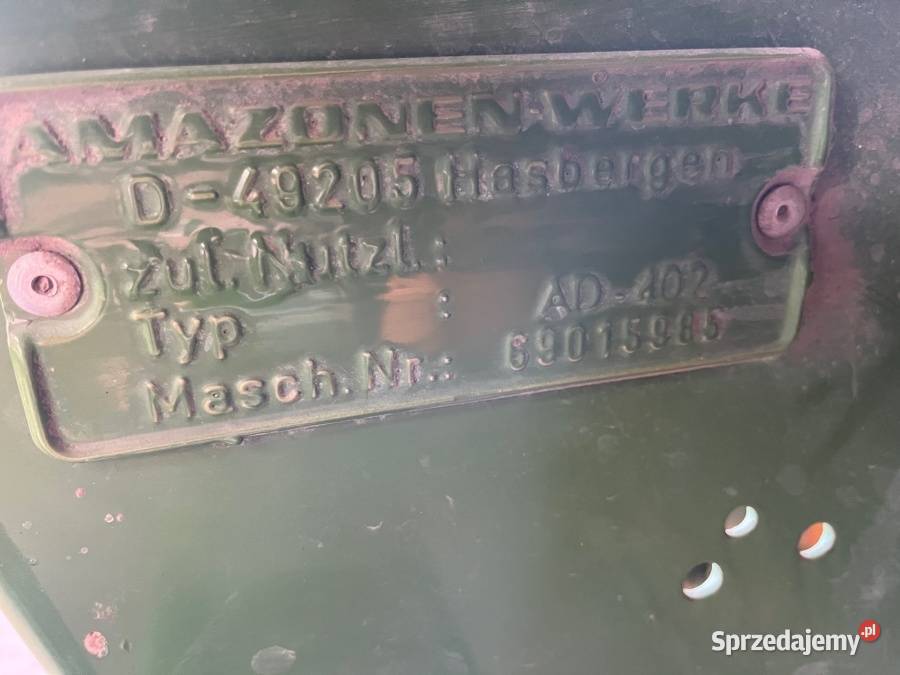 AMAZONEN-WERKE
D-49205 Hasbergen
zul. Nutzl.:
Typ : AD-402
Masch. Nr.: 69015985
Sprzedajemy.pl